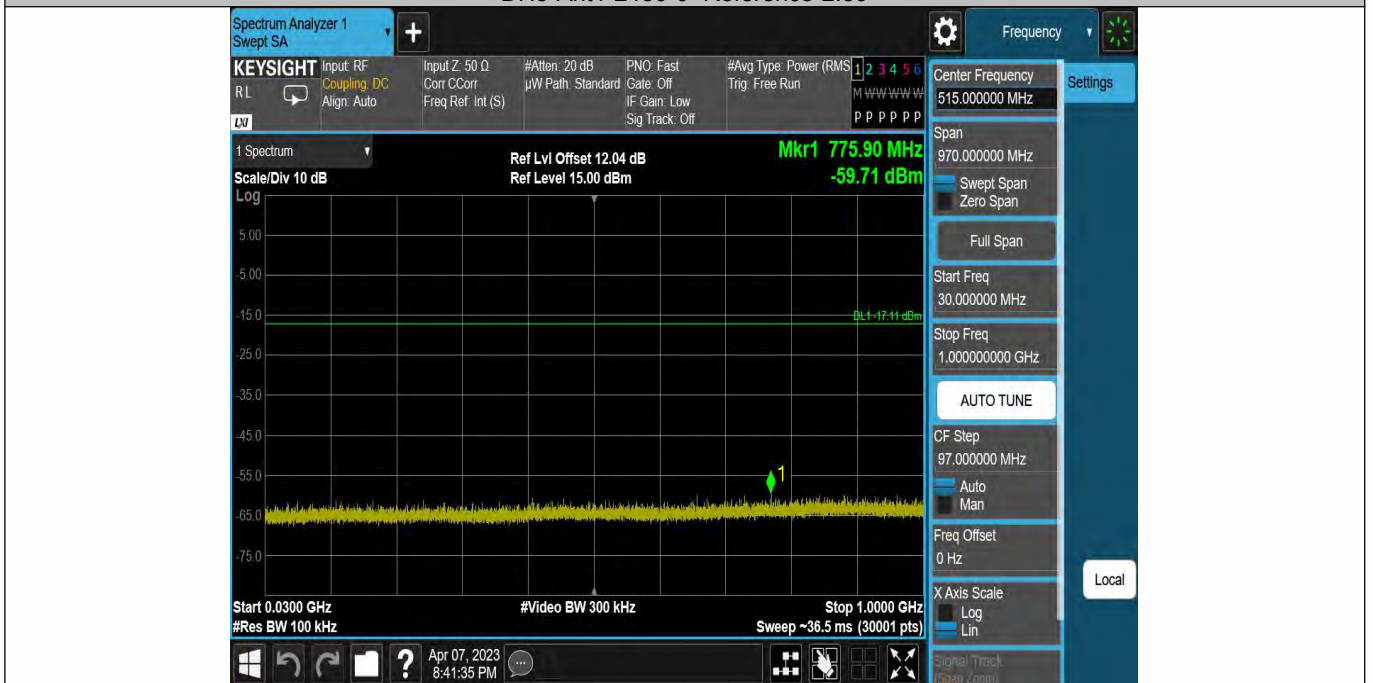 Spectrum Analyzer 1
Swept SA
Frequency
KEYSIGHT
RL
LXI
Input: RF
Coupling: DC
Align: Auto
Input Z: 50 Ω
Corr CCorr
Freq Ref: Int (S)
#Atten: 20 dB
µW Path: Standard
PNO: Fast
Gate: Off
IF Gain: Low
Sig Track: Off
#Avg Type: Power (RMS
Trig: Free Run
1 2 3 4 5 6
M W W W W W
P P P P P P
Center Frequency
515.000000 MHz
Settings
1 Spectrum
Scale/Div 10 dB
Ref Lvl Offset 12.04 dB
Ref Level 15.00 dBm
Mkr1 775.90 MHz
-59.71 dBm
Span
970.000000 MHz
Swept Span
Zero Span
Full Span
Start Freq
30.000000 MHz
Stop Freq
1.000000000 GHz
AUTO TUNE
CF Step
97.000000 MHz
Auto
Man
Freq Offset
0 Hz
X Axis Scale
Log
Lin
Signal Track
(Span Zoom)
Local
Log
5.00
-5.00
-15.0
DL1 -17.11 dBm
-25.0
-35.0
-45.0
-55.0
1
-65.0
-75.0
Start 0.0300 GHz
#Res BW 100 kHz
#Video BW 300 kHz
Stop 1.0000 GHz
Sweep ~36.5 ms (30001 pts)
Apr 07, 2023
8:41:35 PM